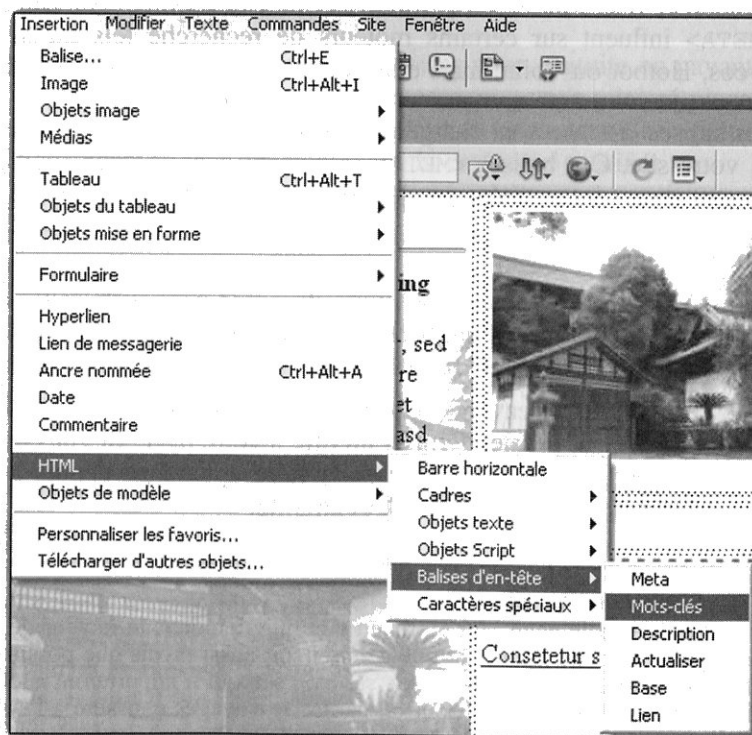 Insertion Modifier Texte Commandes Site Fenêtre Aide
Balise... Ctrl+E
Image Ctrl+Alt+I
Objets image
Médias
Tableau Ctrl+Alt+T
Objets du tableau
Objets mise en forme
Formulaire
Hyperlien
Lien de messagerie
Ancre nommée Ctrl+Alt+A
Date
Commentaire
HTML
Objets de modèle
Personnaliser les favoris...
Télécharger d'autres objets...
Barre horizontale
Cadres
Objets texte
Objets Script
Balises d'en-tête
Caractères spéciaux
Meta
Mots-clés
Description
Actualiser
Base
Lien
ing
, sed
re
et
asd
Consetetur s